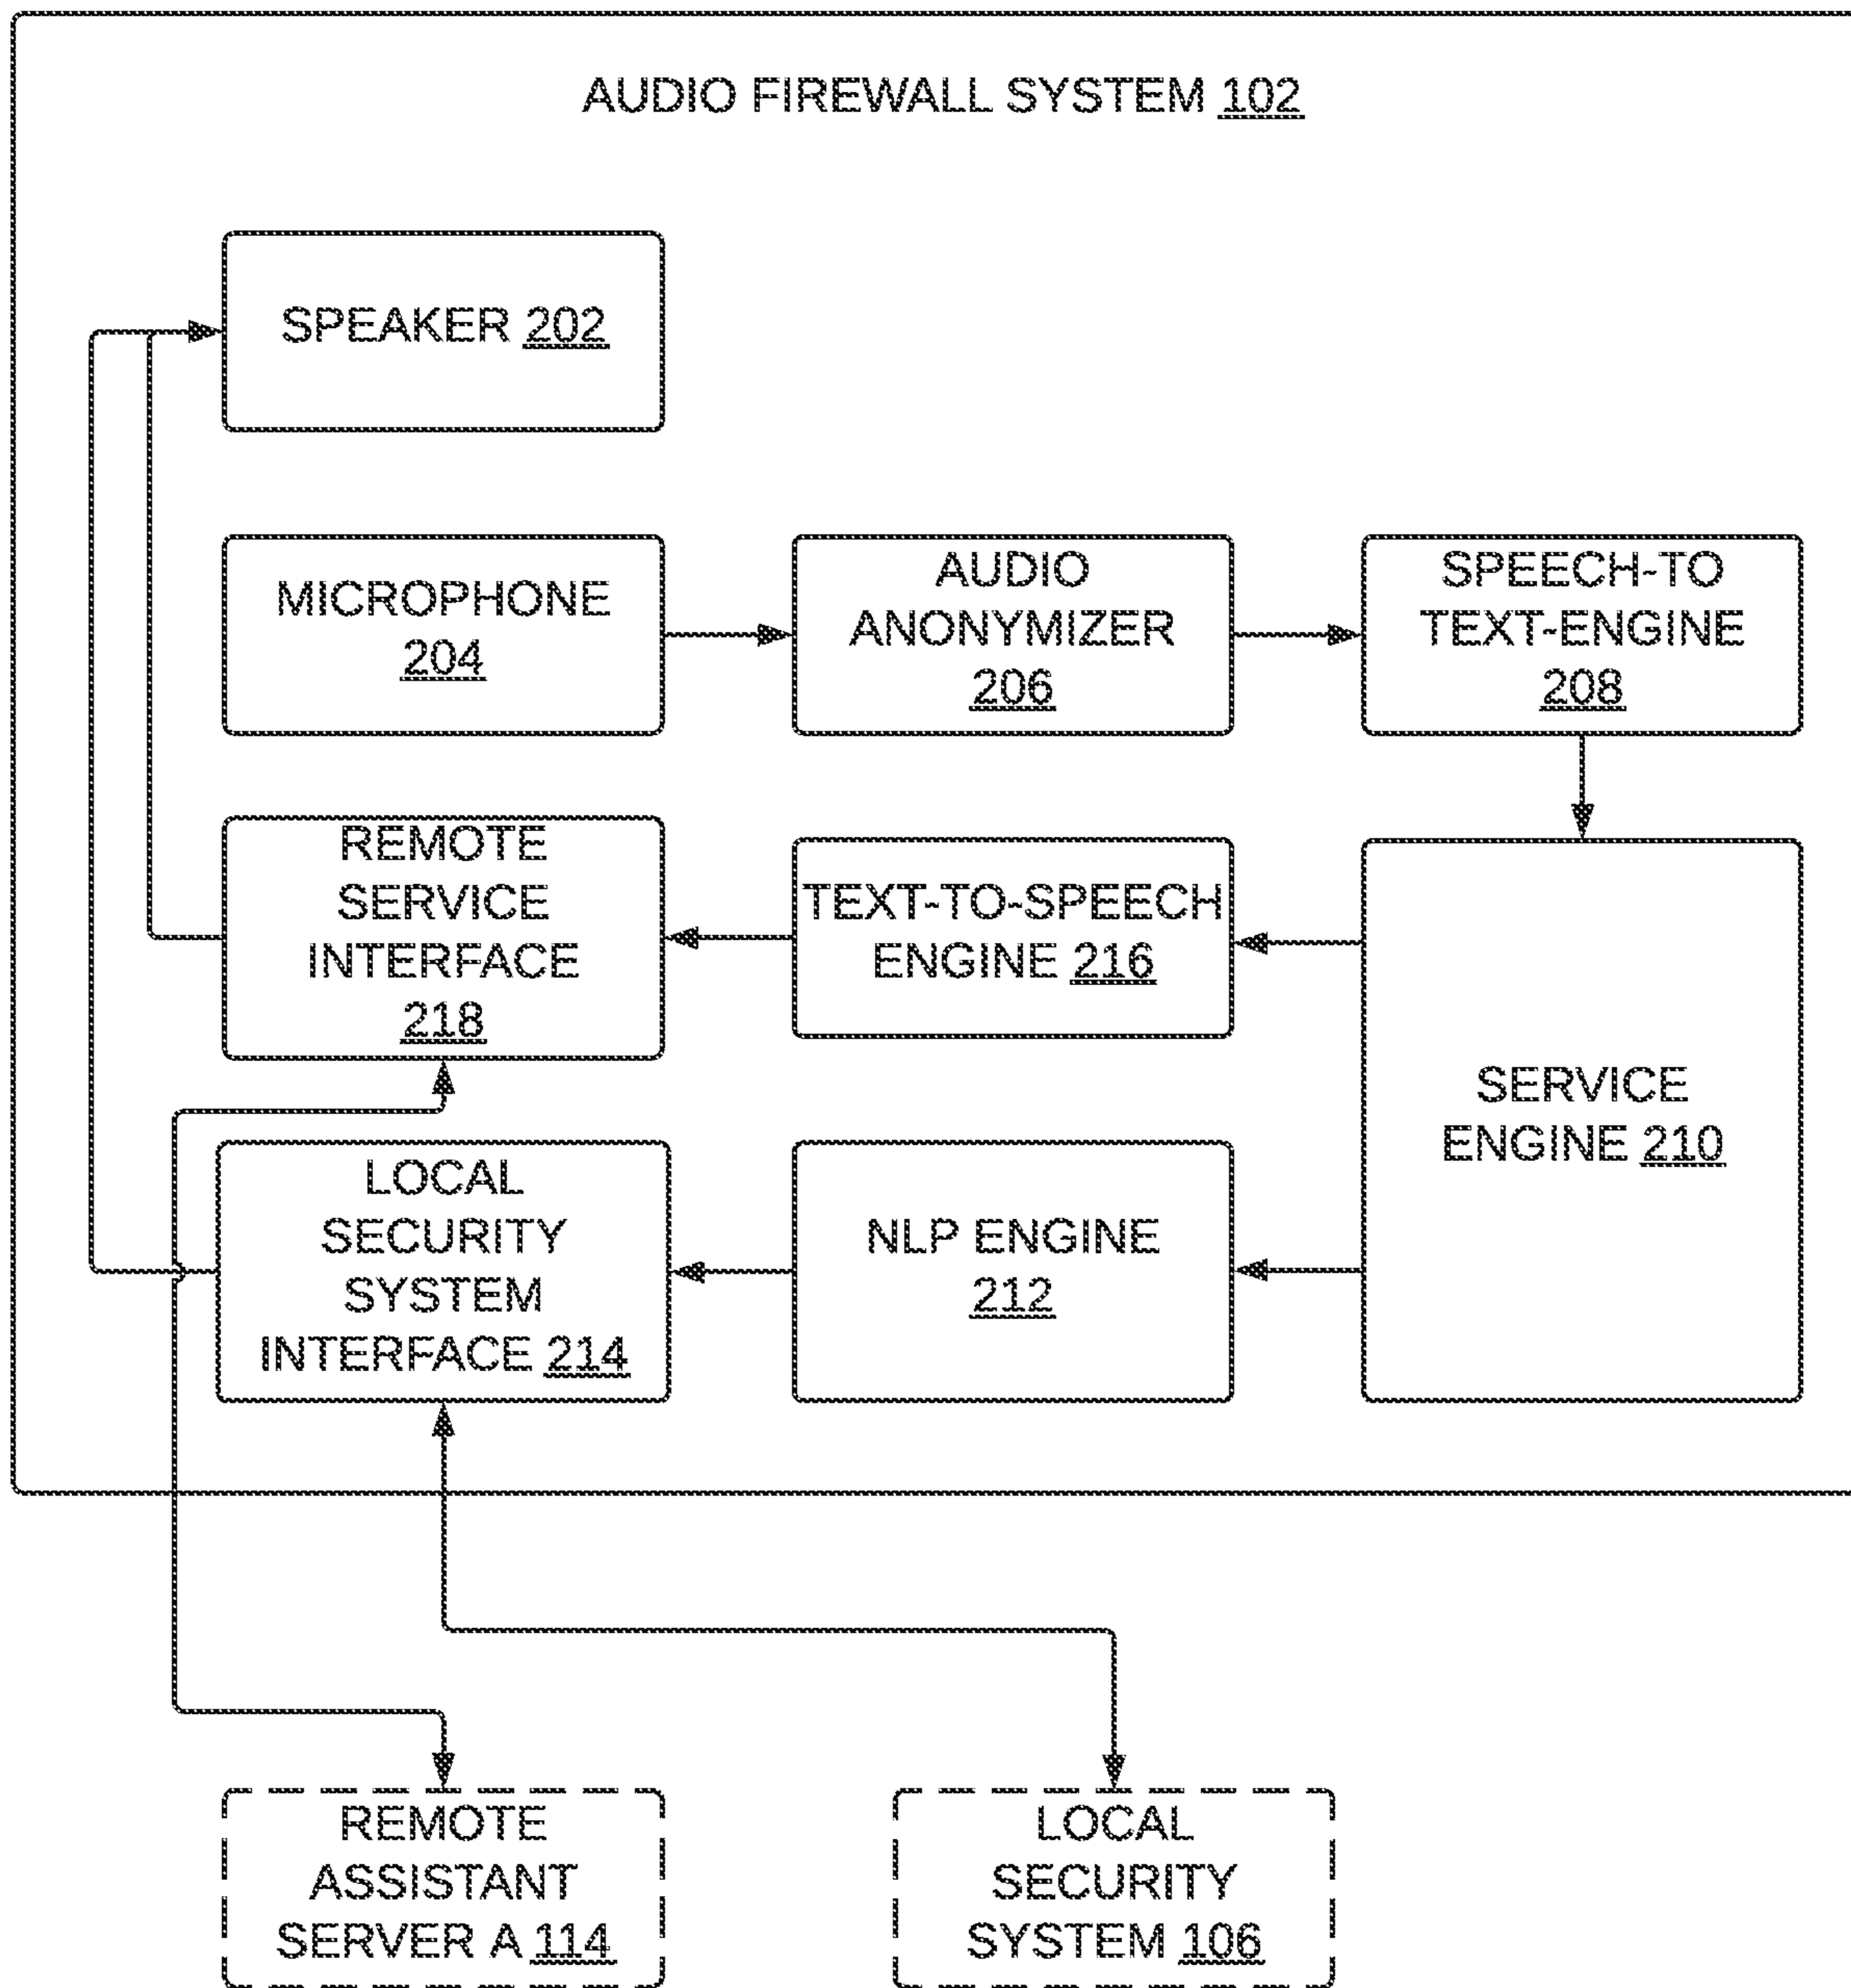 AUDIO FIREWALL SYSTEM 102
SPEAKER 202
MICROPHONE
204
AUDIO
ANONYMIZER
206
SPEECH-TO
TEXT-ENGINE
208
REMOTE
SERVICE
INTERFACE
218
TEXT-TO-SPEECH
ENGINE 216
SERVICE
ENGINE 210
LOCAL
SECURITY
SYSTEM
INTERFACE 214
NLP ENGINE
212
REMOTE
ASSISTANT
SERVER A 114
LOCAL
SECURITY
SYSTEM 106